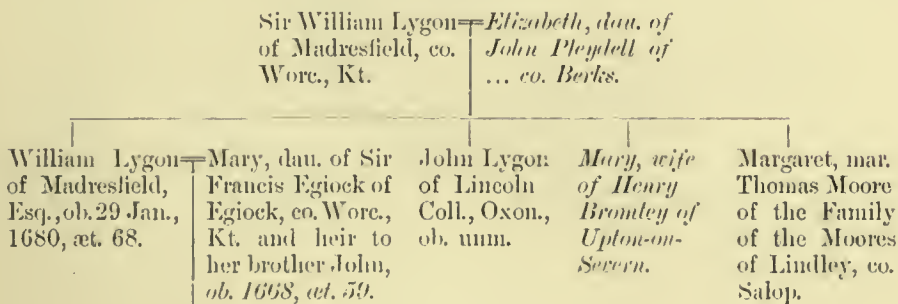 Sir William Lygon
of Madresfield, co.
Worc., Kt.
Elizabeth, dau. of
John Pleydell of
... co. Berks.
William Lygon
of Madresfield,
Esq., ob. 29 Jan.,
1680, æt. 68.
Mary, dau. of Sir
Francis Egiock of
Egiock, co. Worc.,
Kt. and heir to
her brother John,
ob. 1668, æt. 59.
John Lygon
of Lincoln
Coll., Oxon.,
ob. inm.
Mary, wife
of Henry
Bromley of
Upton-on-
Severn.
Margaret, mar.
Thomas Moore
of the Family
of the Moores
of Lindley, co.
Salop.